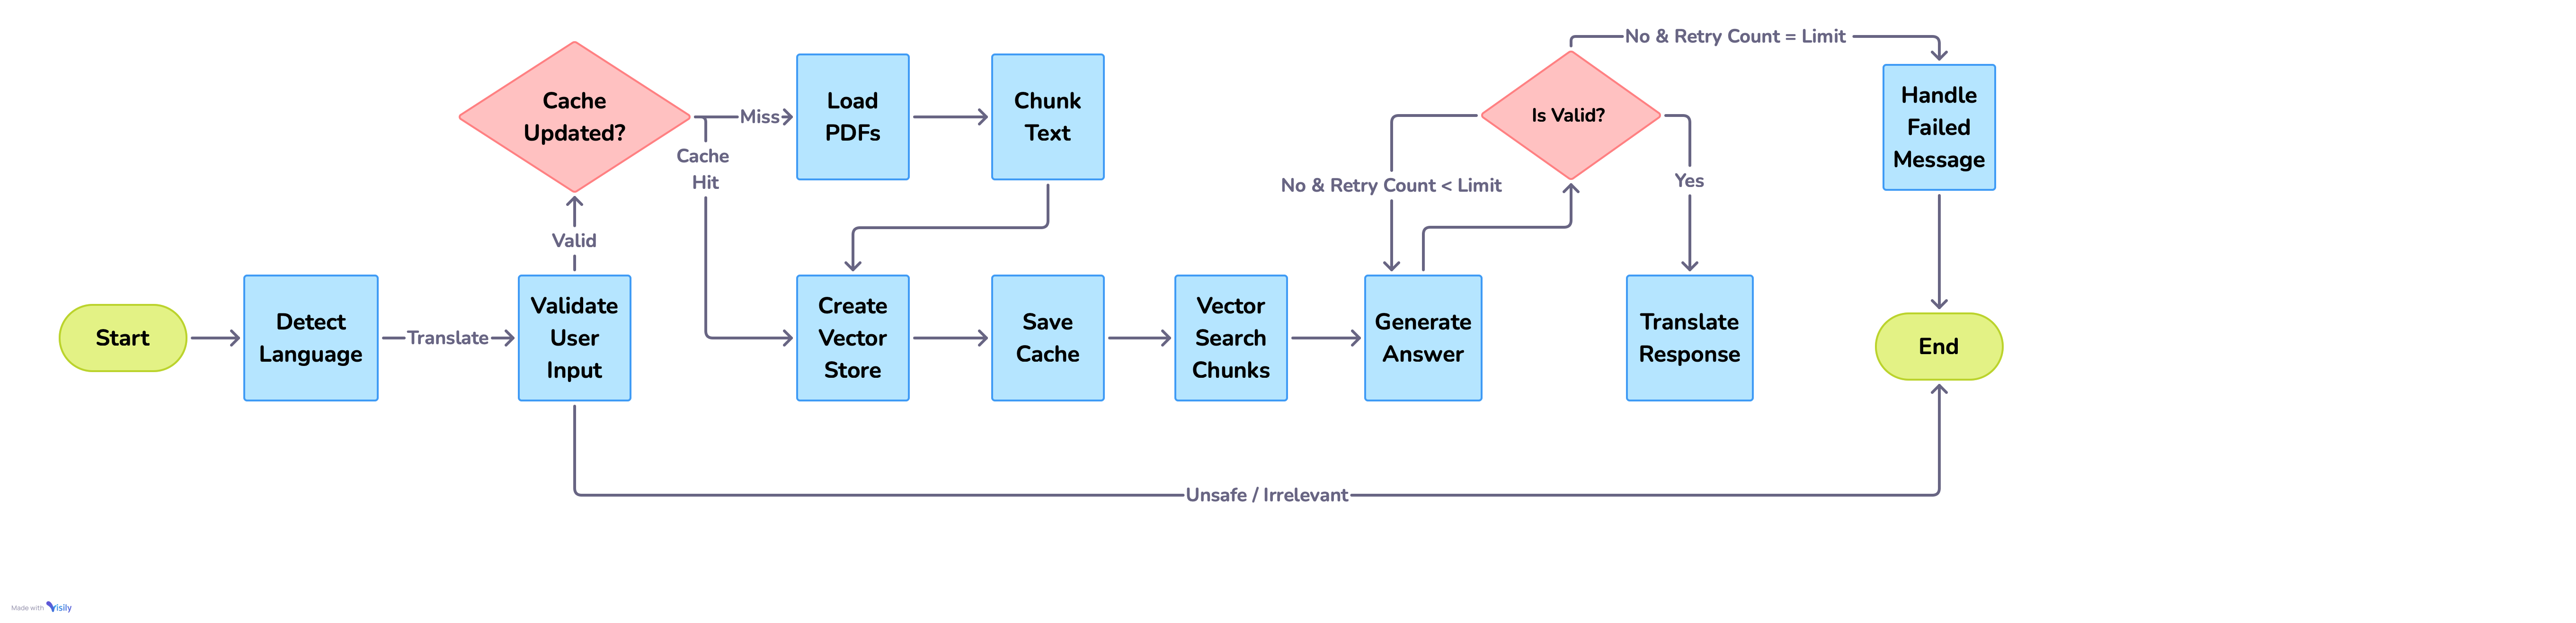 No & Retry Count = Limit
Cache
Updated?
Miss
Load
PDFs
Chunk
Text
Is Valid?
Handle
Failed
Message
Cache
Hit
No & Retry Count < Limit
Yes
Valid
Start
Detect
Language
Translate
Validate
User
Input
Create
Vector
Store
Save
Cache
Vector
Search
Chunks
Generate
Answer
Translate
Response
End
Unsafe / Irrelevant
Made with Visily